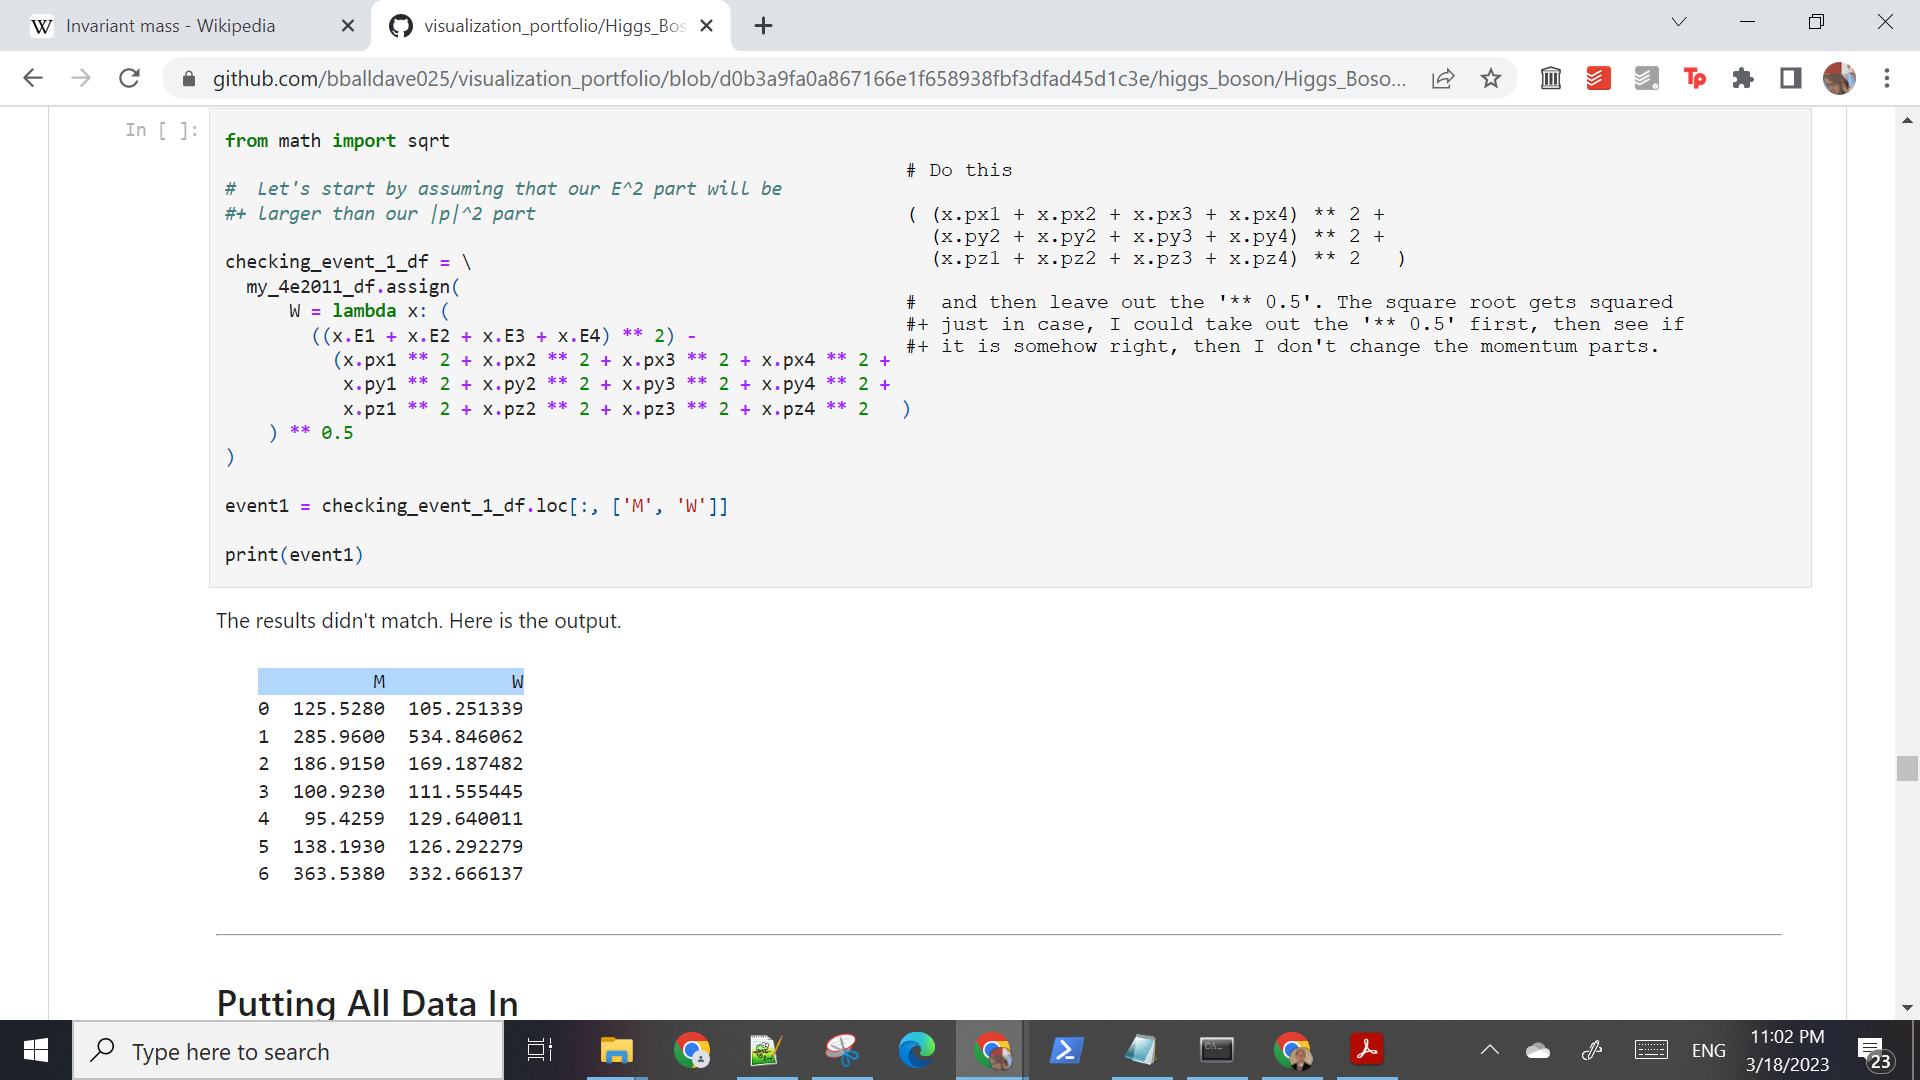 Invariant mass - Wikipedia
visualization_portfolio/Higgs_Bos
github.com/bballdave025/visualization_portfolio/blob/d0b3a9fa0a867166e1f658938fbf3dfad45d1c3e/higgs_boson/Higgs_Boso...
In [ ]:
from math import sqrt
#  Let's start by assuming that our E^2 part will be
#+ larger than our |p|^2 part
checking_event_1_df = \
my_4e2011_df.assign(
W = lambda x: (
((x.E1 + x.E2 + x.E3 + x.E4) ** 2) -
(x.px1 ** 2 + x.px2 ** 2 + x.px3 ** 2 + x.px4 ** 2 +
x.py1 ** 2 + x.py2 ** 2 + x.py3 ** 2 + x.py4 ** 2 +
x.pz1 ** 2 + x.pz2 ** 2 + x.pz3 ** 2 + x.pz4 ** 2   )
) ** 0.5
)
event1 = checking_event_1_df.loc[:, ['M', 'W']]
print(event1)
# Do this
( (x.px1 + x.px2 + x.px3 + x.px4) ** 2 +
(x.py2 + x.py2 + x.py3 + x.py4) ** 2 +
(x.pz1 + x.pz2 + x.pz3 + x.pz4) ** 2   )
#  and then leave out the '** 0.5'. The square root gets squared
#+ just in case, I could take out the '** 0.5' first, then see if
#+ it is somehow right, then I don't change the momentum parts.
The results didn't match. Here is the output.
M W
0 125.5280 105.251339
1 285.9600 534.846062
2 186.9150 169.187482
3 100.9230 111.555445
4 95.4259 129.640011
5 138.1930 126.292279
6 363.5380 332.666137
Putting All Data In
Type here to search
ENG
11:02 PM
3/18/2023
23